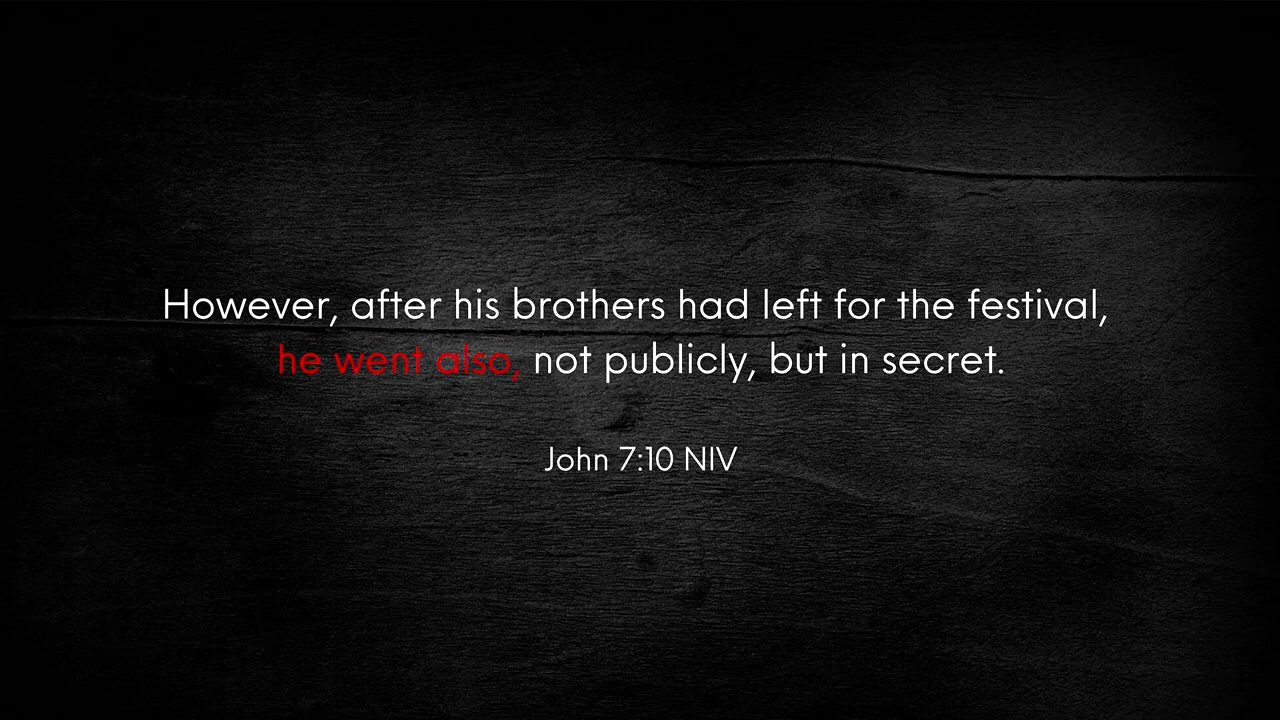 However, after his brothers had left for the festival,
he went also, not publicly, but in secret.
John 7:10 NIV